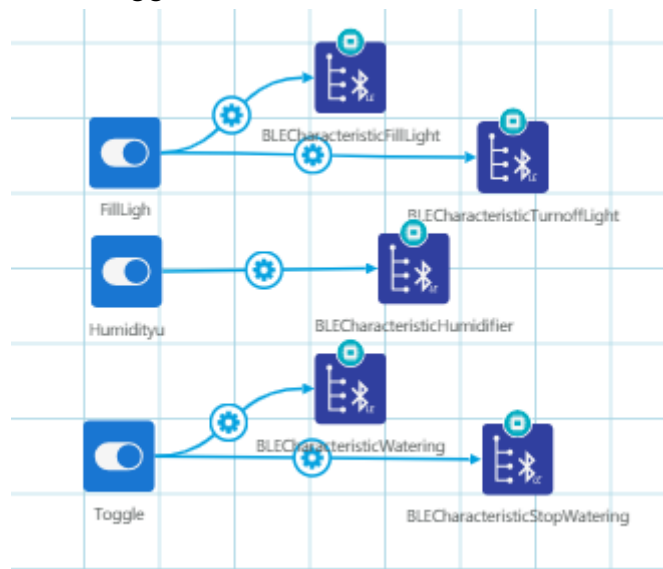 BLECharacteristicFillLight
FillLigh
BLECharacteristicTurnoffLight
Humidityu
BLECharacteristicHumidifier
BLECharacteristicWatering
Toggle
BLECharacteristicStopWatering